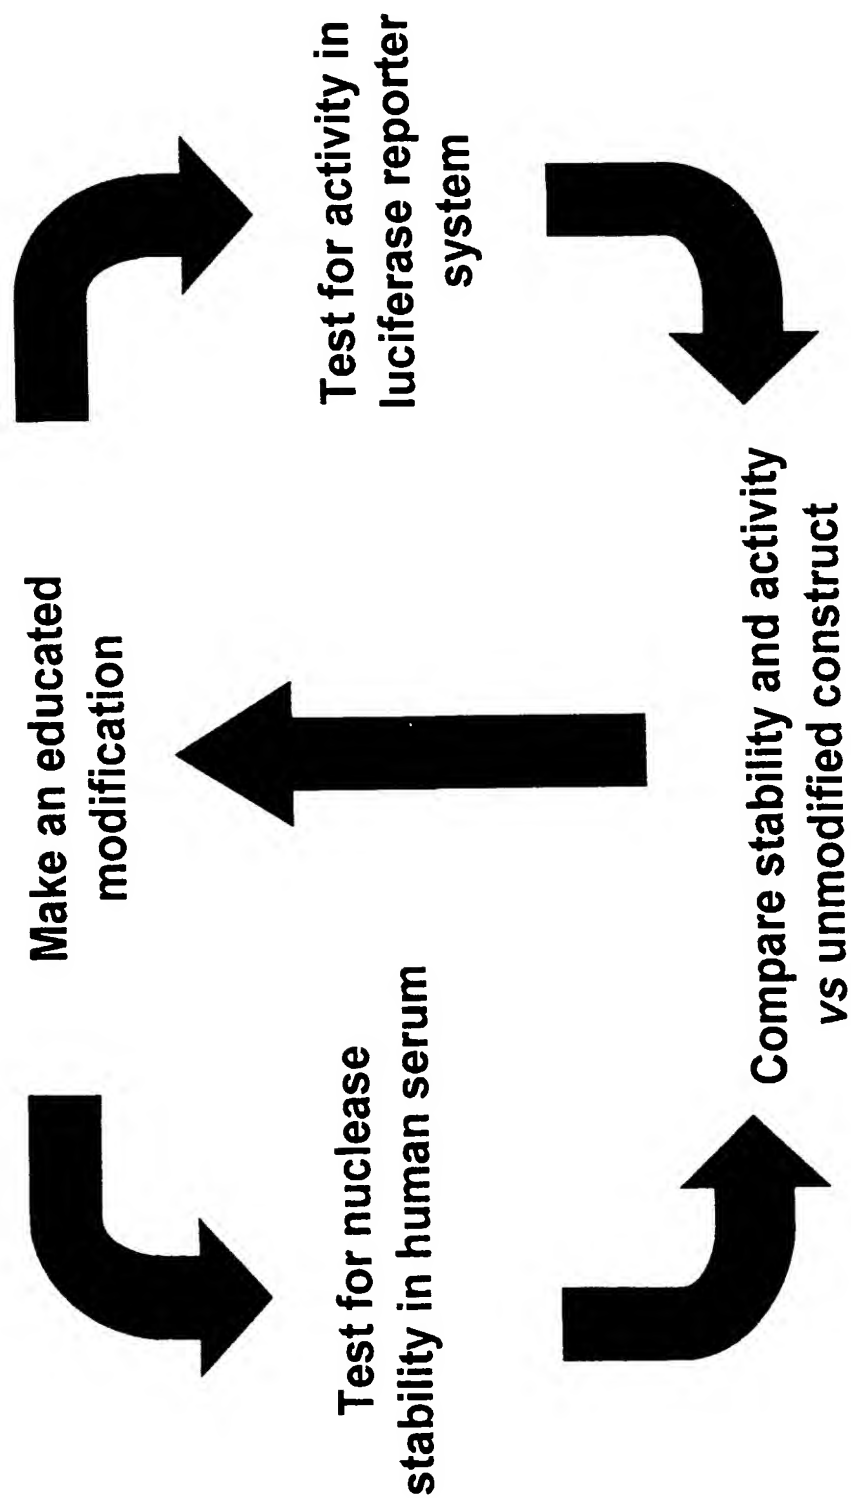 Make an educated
modification
Test for nuclease
stability in human serum
Test for activity in
luciferase reporter
system
Compare stability and activity
vs unmodified construct